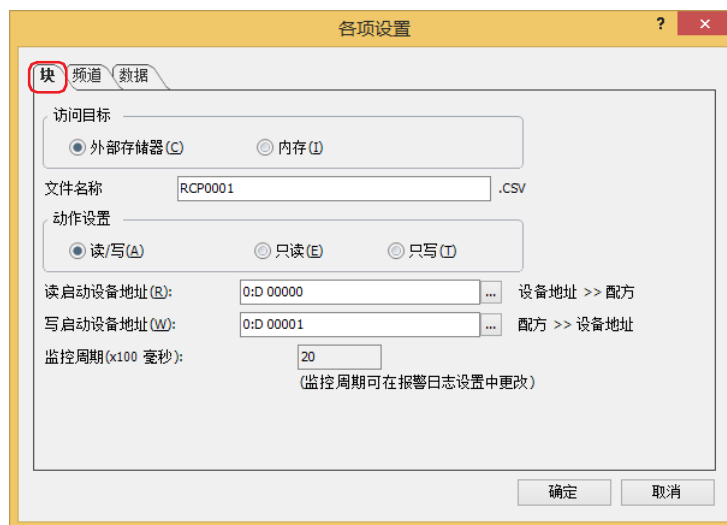 各项设置
?
×
块 频道 数据
访问目标
外部存储器(C) 内存(I)
文件名称 RCP0001 .CSV
动作设置
读/写(A) 只读(E) 只写(T)
读启动设备地址(R): 0:D 00000 ... 设备地址 >> 配方
写启动设备地址(W): 0:D 00001 ... 配方 >> 设备地址
监控周期(x100 毫秒): 20
(监控周期可在报警日志设置中更改)
确定 取消